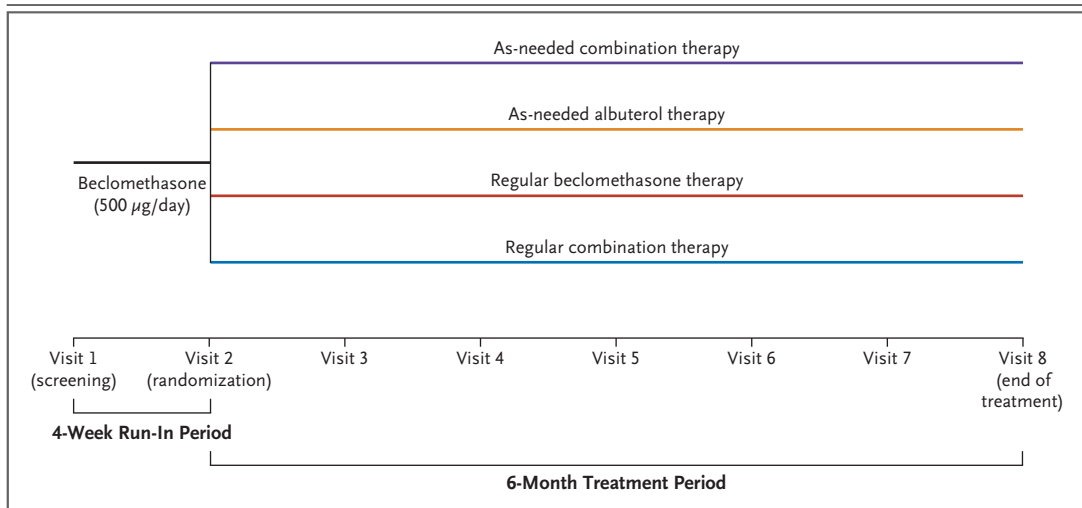 As-needed combination therapy
As-needed albuterol therapy
Beclomethasone
(500 µg/day)
Regular beclomethasone therapy
Regular combination therapy
Visit 1
(screening)
Visit 2
(randomization)
Visit 3
Visit 4
Visit 5
Visit 6
Visit 7
Visit 8
(end of
treatment)
4-Week Run-In Period
6-Month Treatment Period